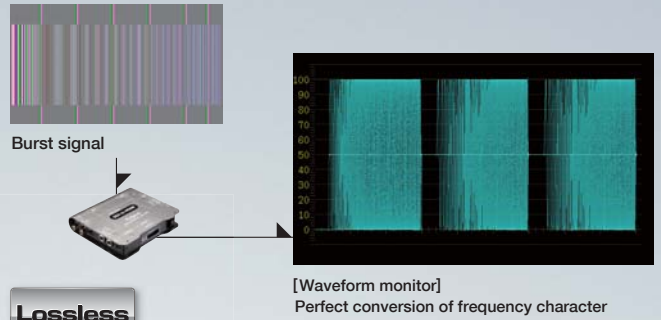 Burst signal
100
90
80
70
60
50
40
30
20
10
0
[Waveform monitor]
Perfect conversion of frequency character
Lossless